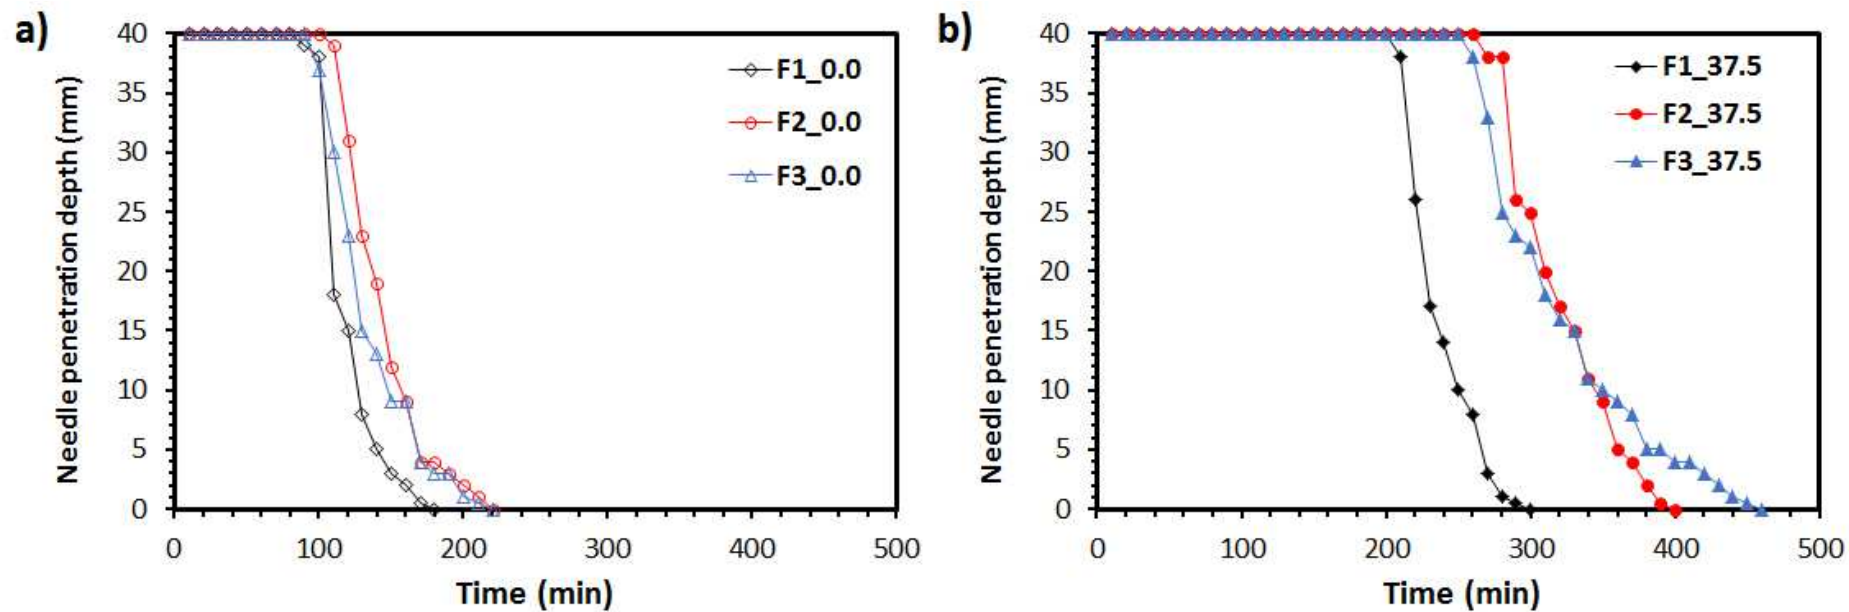 a)
Needle penetration depth (mm)
40
35
30
25
20
15
10
5
0
F1_0.0
F2_0.0
F3_0.0
0 100 200 300 400 500
Time (min)
b)
Needle penetration depth (mm)
40
35
30
25
20
15
10
5
0
F1_37.5
F2_37.5
F3_37.5
0 100 200 300 400 500
Time (min)